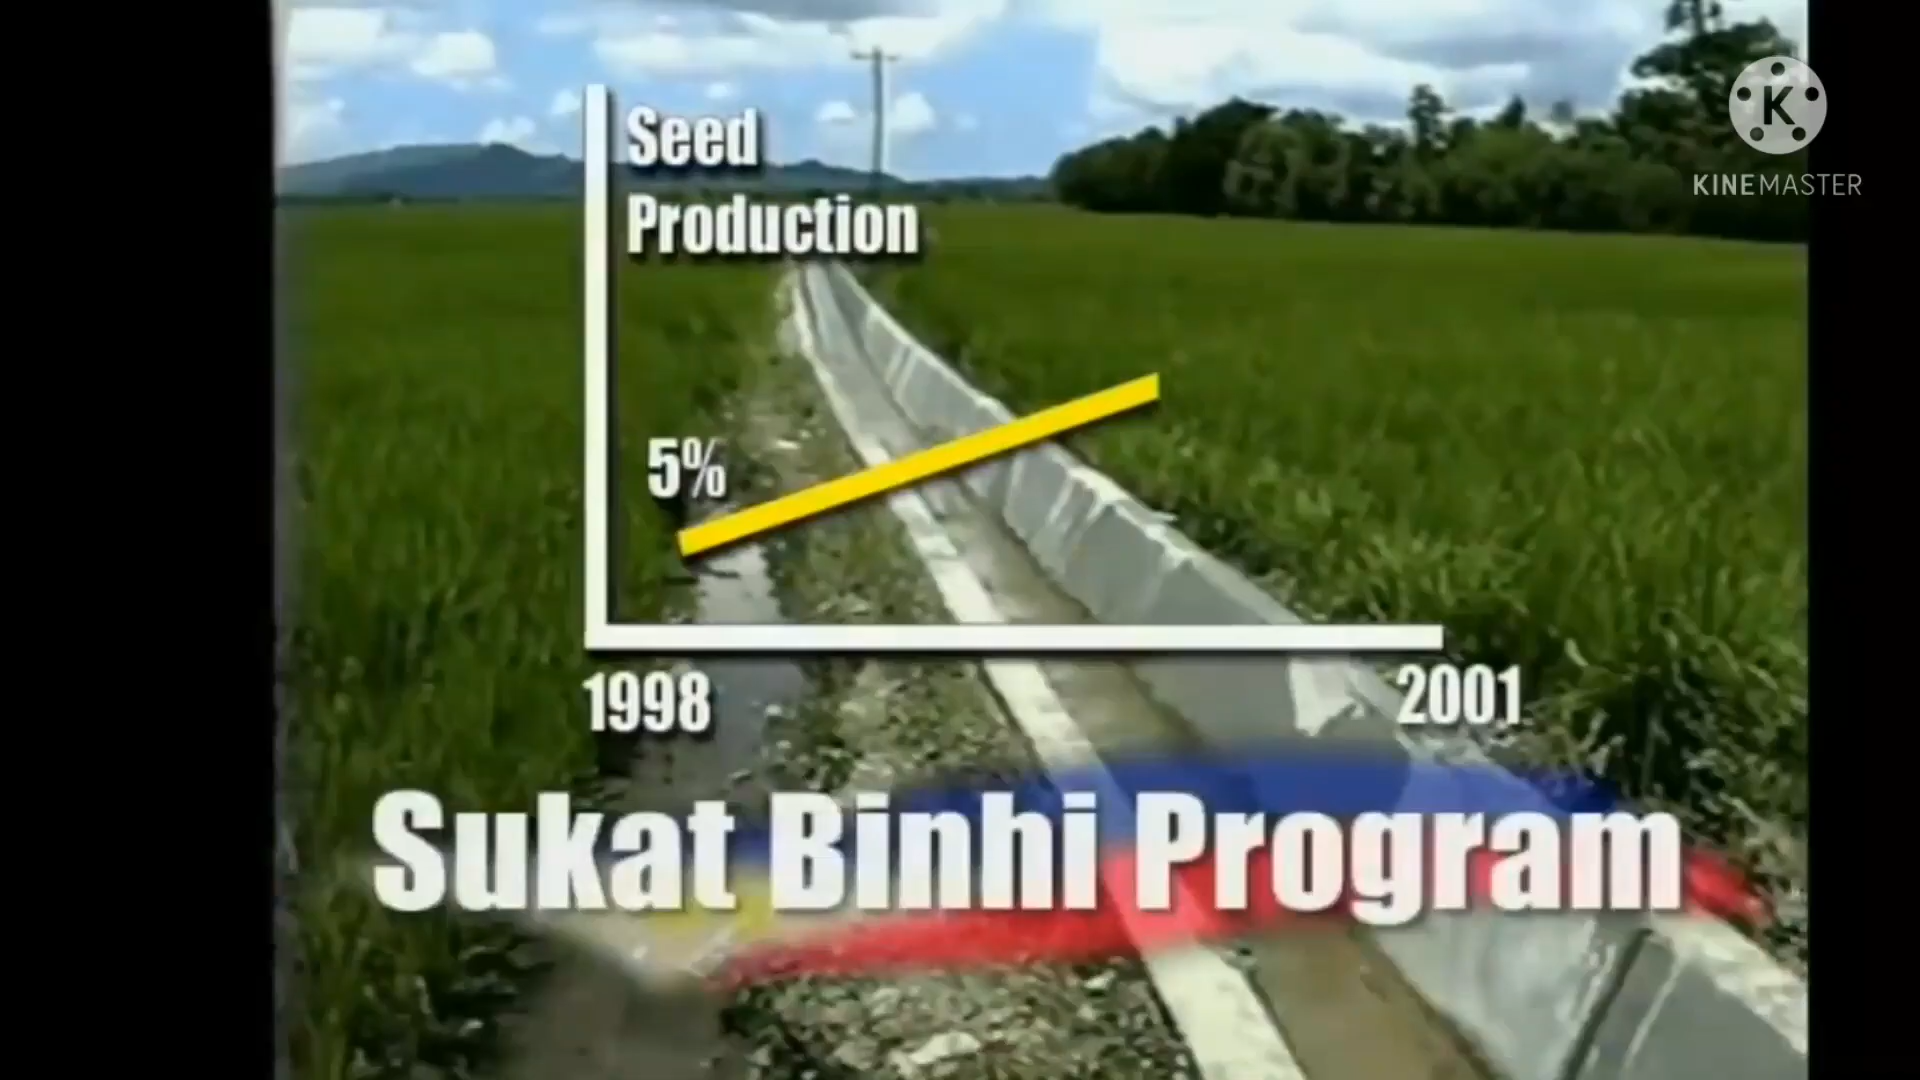 Seed
Production
5%
1998
2001
Sukat Binhi Program
K
KINEMASTER